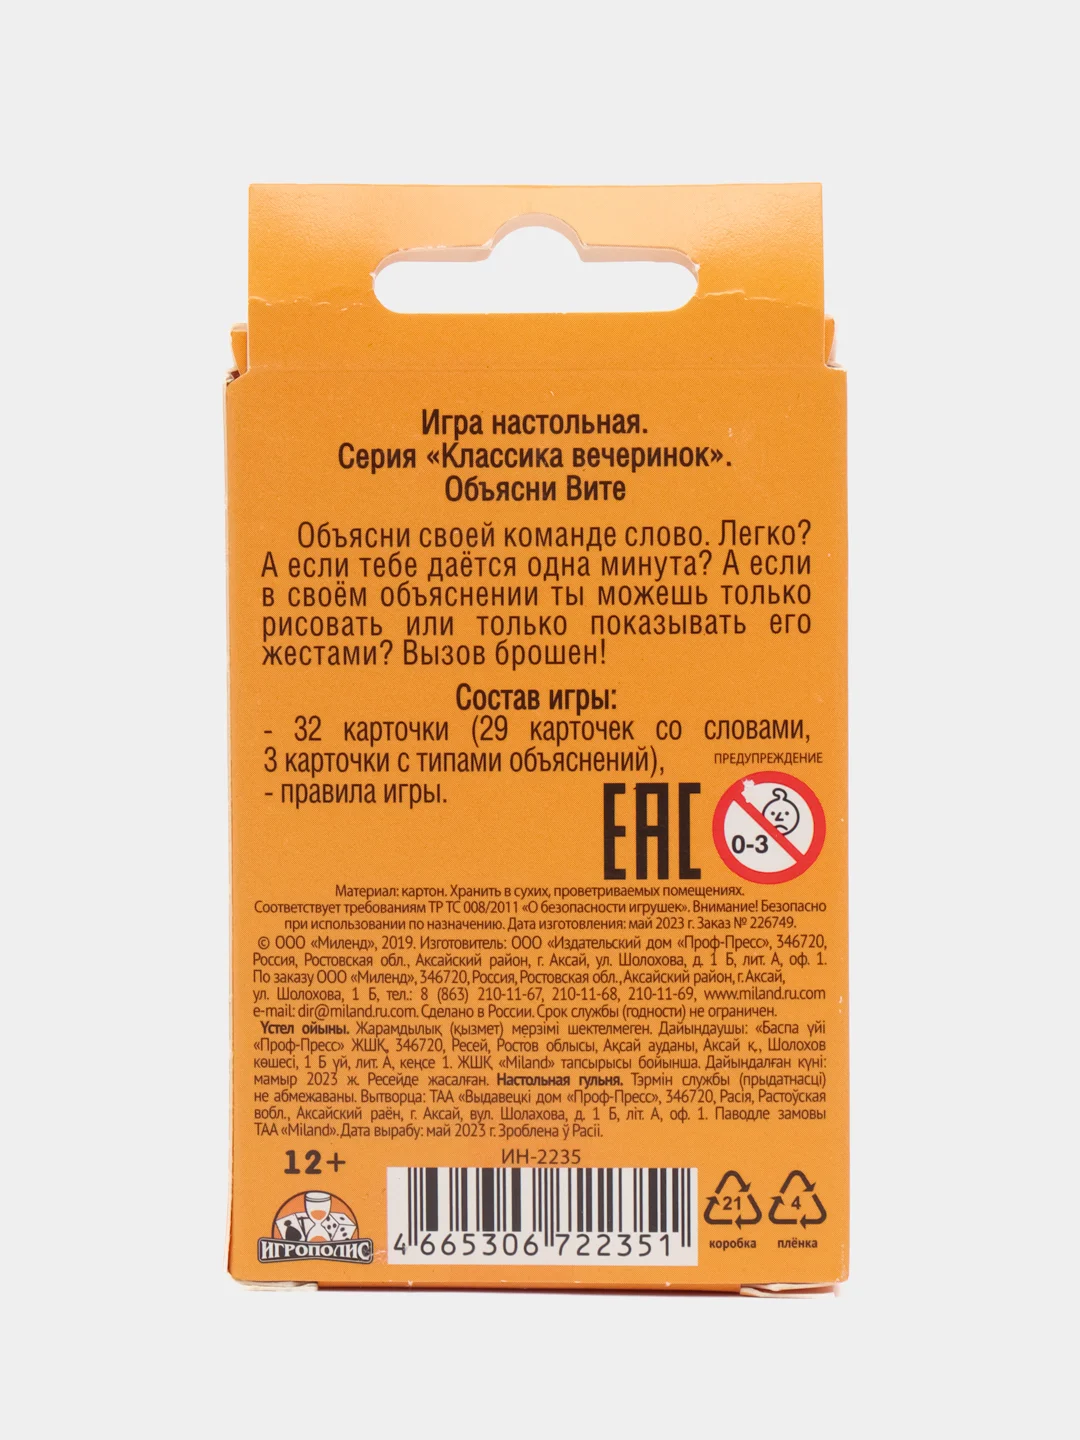 Игра настольная.
Серия «Классика вечеринок».
Объясни Вите
Объясни своей команде слово. Легко?
А если тебе даётся одна минута? А если
в своём объяснении ты можешь только
рисовать или только показывать его
жестами? Вызов брошен!
Состав игры:
- 32 карточки (29 карточек со словами,
3 карточки с типами объяснений),
- правила игры.
ПРЕДУПРЕЖДЕНИЕ
EAC
0-3
Материал: картон. Хранить в сухих, проветриваемых помещениях.
Соответствует требованиям ТР ТС 008/2011 «О безопасности игрушек». Внимание! Безопасно
при использовании по назначению. Дата изготовления: май 2023 г. Заказ № 226749.
© ООО «Миленд», 2019. Изготовитель: ООО «Издательский дом «Проф-Пресс», 346720,
Россия, Ростовская обл., Аксайский район, г. Аксай, ул. Шолохова, д. 1 Б, лит. А, оф. 1.
По заказу ООО «Миленд», 346720, Россия, Ростовская обл., Аксайский район, г. Аксай,
ул. Шолохова, 1 Б, тел.: 8 (863) 210-11-67, 210-11-68, 210-11-69, www.miland.ru.com
e-mail: dir@miland.ru.com. Сделано в России. Срок службы (годности) не ограничен.
Үстел ойыны. Жарамдылық (қызмет) мерзімі шектелмеген. Дайындаушы: «Баспа үйі
«Проф-Пресс» ЖШҚ, 346720, Ресей, Ростов облысы, Ақсай ауданы, Аксай қ., Шолохов
көшесі, 1 Б үй, лит. А, кеңсе 1. ЖШҚ «Miland» тапсырысы бойынша. Дайындалған күні:
мамыр 2023 ж. Ресейде жасалған. Настольная гульня. Тэрмін службы (прыдатнасці)
не абмежаваны. Вытворца: ТАА «Выдавецкі дом «Проф-Пресс», 346720, Расія, Растоўская
вобл., Аксайский раён, г. Аксай, вул. Шолахова, д. 1 Б, літ. А, оф. 1. Паводле замовы
ТАА «Miland». Дата вырабу: май 2023 г. Зроблена ў Расіі.
12+
ИН-2235
ИГРОПОЛИС
4 665306 722351
21
4
коробка
плёнка